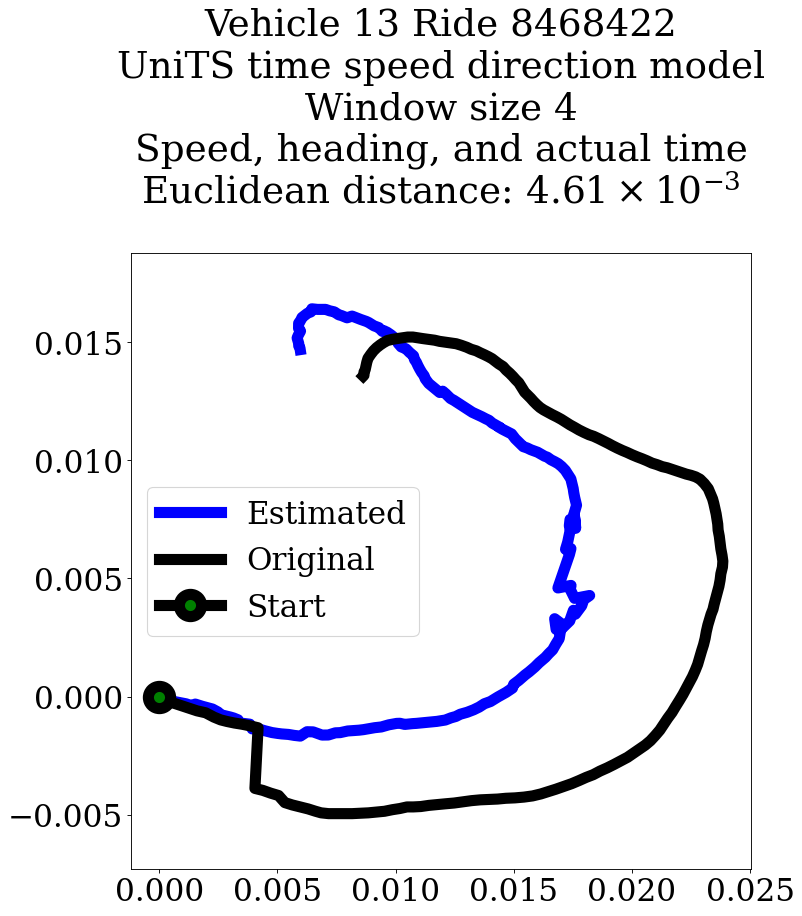 Vehicle 13 Ride 8468422
UniTS time speed direction model
Window size 4
Speed, heading, and actual time
Euclidean distance: 4.61 × 10⁻³
0.015
0.010
0.005
0.000
−0.005
Estimated
Original
Start
0.000 0.005 0.010 0.015 0.020 0.025